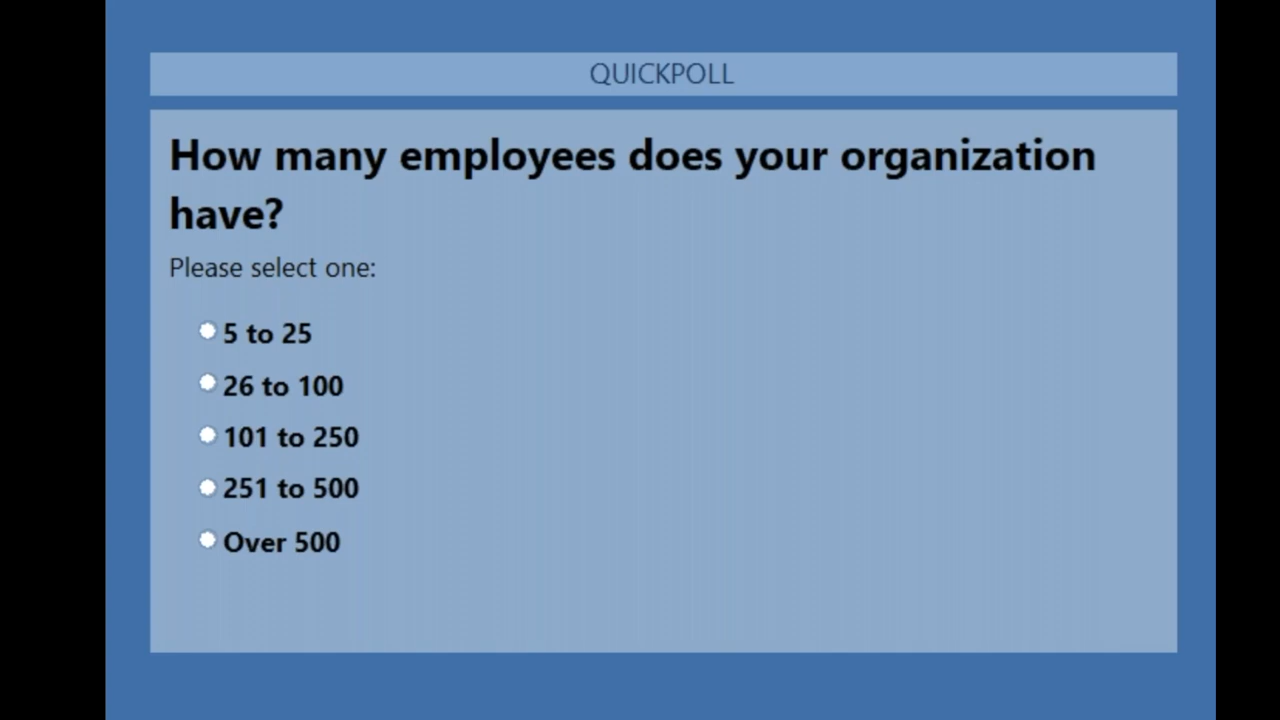 QUICKPOLL
How many employees does your organization
have?
Please select one:
5 to 25
26 to 100
101 to 250
251 to 500
Over 500